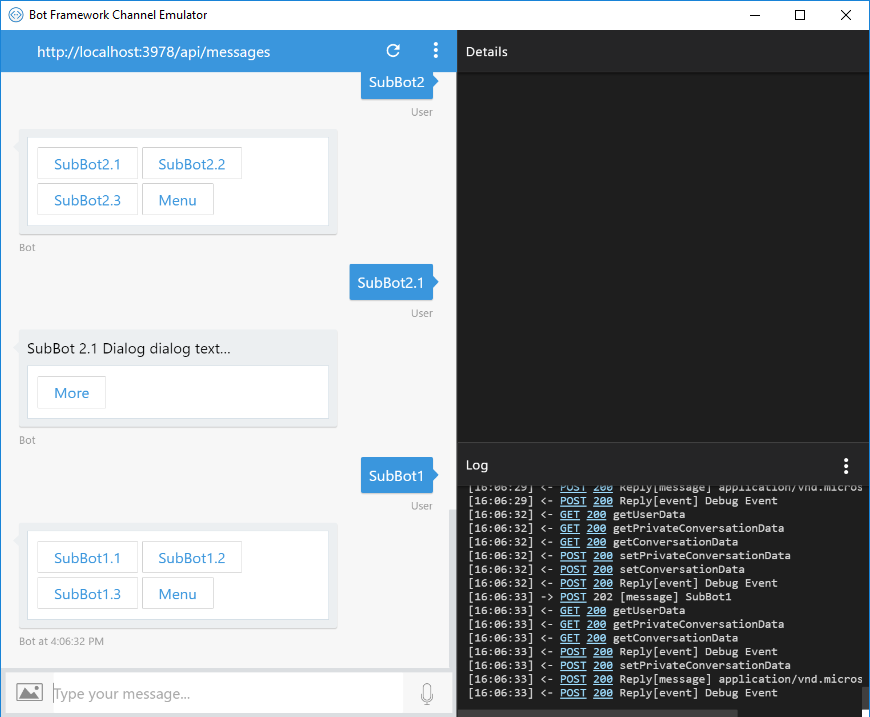 Bot Framework Channel Emulator
http://localhost:3978/api/messages
SubBot2
User
SubBot2.1 SubBot2.2
SubBot2.3 Menu
Bot
SubBot2.1
User
SubBot 2.1 Dialog dialog text...
More
Bot
SubBot1
User
SubBot1.1 SubBot1.2
SubBot1.3 Menu
Bot at 4:06:32 PM
Type your message...
Details
Log
[16:06:29] <- POST 200 Reply[message] application/vnd.micros
[16:06:29] <- POST 200 Reply[event] Debug Event
[16:06:32] <- GET 200 getUserData
[16:06:32] <- GET 200 getPrivateConversationData
[16:06:32] <- GET 200 getConversationData
[16:06:32] <- POST 200 setPrivateConversationData
[16:06:32] <- POST 200 setConversationData
[16:06:32] <- POST 200 Reply[event] Debug Event
[16:06:33] -> POST 202 [message] SubBot1
[16:06:33] <- GET 200 getUserData
[16:06:33] <- GET 200 getPrivateConversationData
[16:06:33] <- GET 200 getConversationData
[16:06:33] <- POST 200 Reply[event] Debug Event
[16:06:33] <- POST 200 setPrivateConversationData
[16:06:33] <- POST 200 Reply[message] application/vnd.micros
[16:06:33] <- POST 200 Reply[event] Debug Event